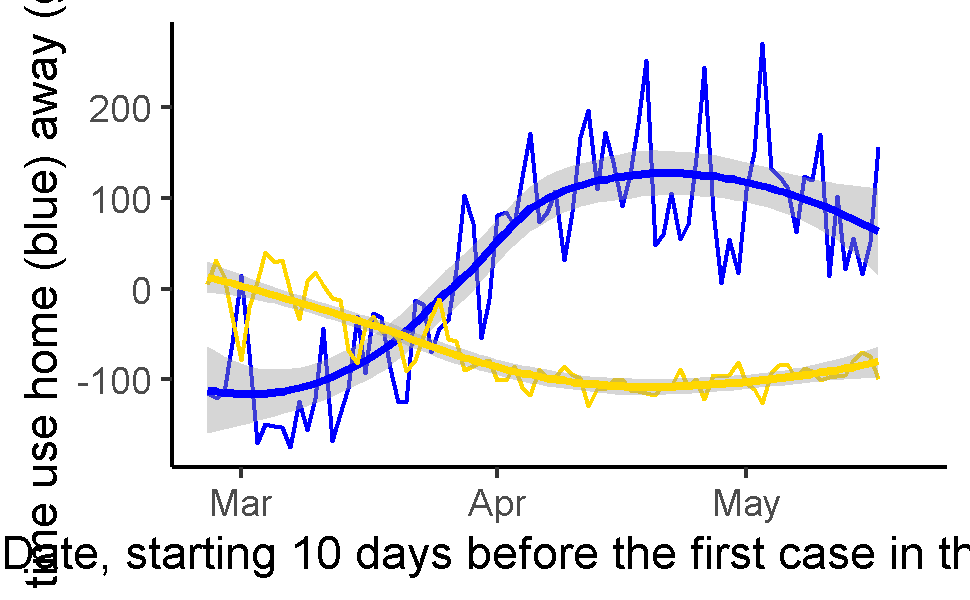 time use home (blue) away (
200
100
0
-100
Mar Apr May
Date, starting 10 days before the first case in th